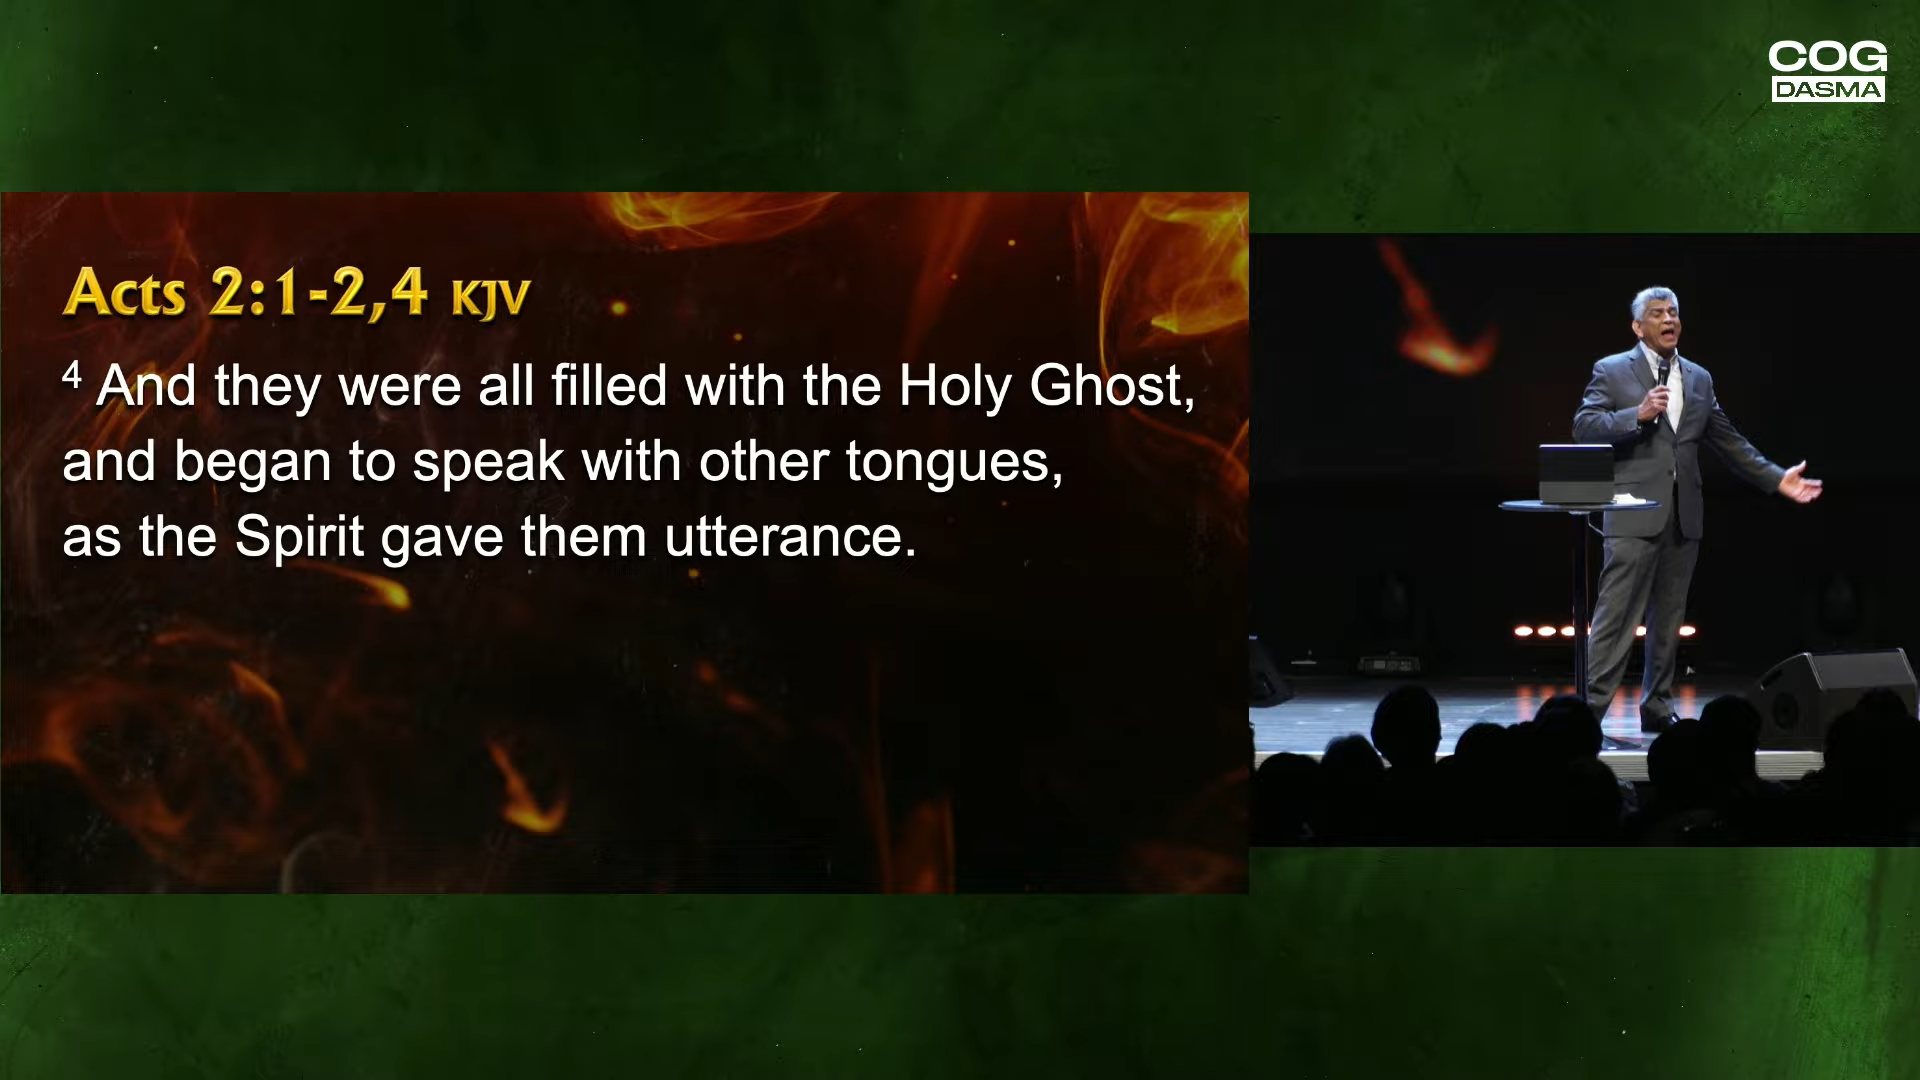 COG
DASMA
Acts 2:1-2,4 KJV
4 And they were all filled with the Holy Ghost,
and began to speak with other tongues,
as the Spirit gave them utterance.